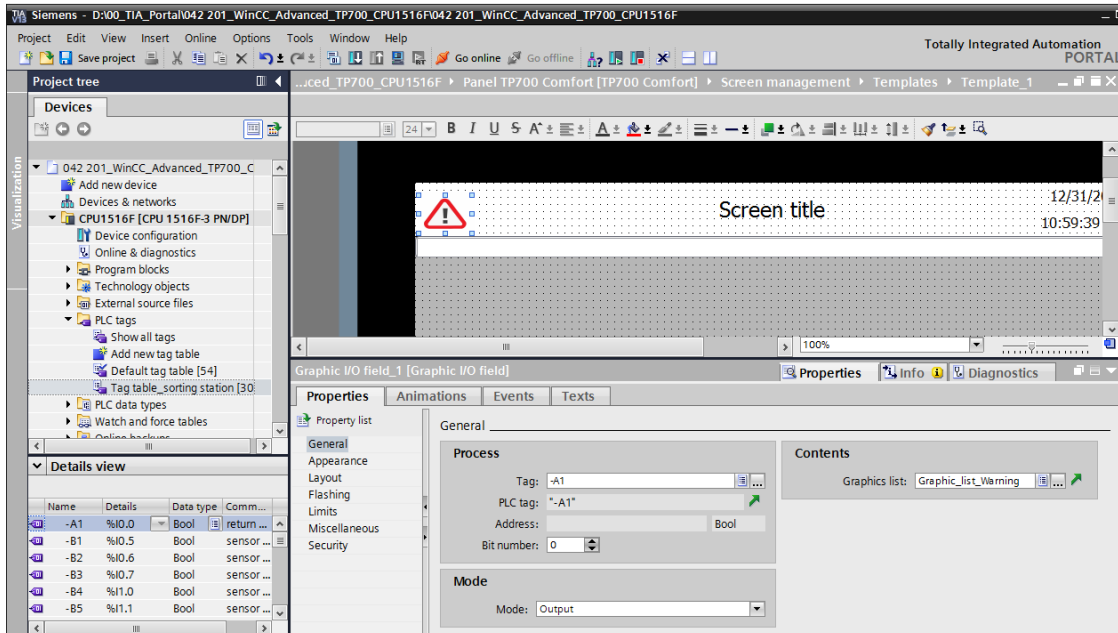 Siemens - D:\00_TIA_Portal\042 201_WinCC_Advanced_TP700_CPU1516F\042 201_WinCC_Advanced_TP700_CPU1516F
Project Edit View Insert Online Options Tools Window Help
Totally Integrated Automation
PORTAL
Save project
Go online
Go offline
Project tree
...ced_TP700_CPU1516F
Panel TP700 Comfort [TP700 Comfort]
Screen management
Templates
Template_1
Devices
24
B I U S A
Visualization
042 201_WinCC_Advanced_TP700_C
Add new device
Devices & networks
CPU1516F [CPU 1516F-3 PN/DP]
Device configuration
Online & diagnostics
Program blocks
Technology objects
External source files
PLC tags
Show all tags
Add new tag table
Default tag table [54]
Tag table_sorting station [30
PLC data types
Watch and force tables
Online backups
Screen title
12/31/2
10:59:39
100%
Graphic I/O field_1 [Graphic I/O field]
Properties
Info
Diagnostics
Properties Animations Events Texts
Property list
General
Appearance
Layout
Flashing
Limits
Miscellaneous
Security
General
Process
Tag: -A1
PLC tag: "-A1"
Address:
Bool
Bit number: 0
Mode
Mode: Output
Contents
Graphics list: Graphic_list_Warning
Details view
Name Details Data type Comm...
-A1 %I0.0 Bool return ...
-B1 %I0.5 Bool sensor ...
-B2 %I0.6 Bool sensor ...
-B3 %I0.7 Bool sensor ...
-B4 %I1.0 Bool sensor ...
-B5 %I1.1 Bool sensor ...